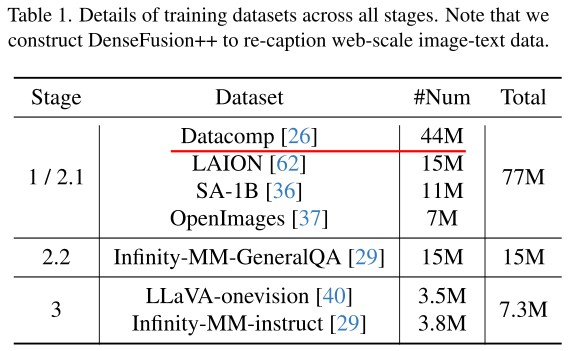 Table 1. Details of training datasets across all stages. Note that we
construct DenseFusion++ to re-caption web-scale image-text data.
Stage Dataset #Num Total
1 / 2.1 Datacomp [26] 44M 77M
LAION [62] 15M
SA-1B [36] 11M
OpenImages [37] 7M
2.2 Infinity-MM-GeneralQA [29] 15M 15M
3 LLaVA-onevision [40] 3.5M 7.3M
Infinity-MM-instruct [29] 3.8M